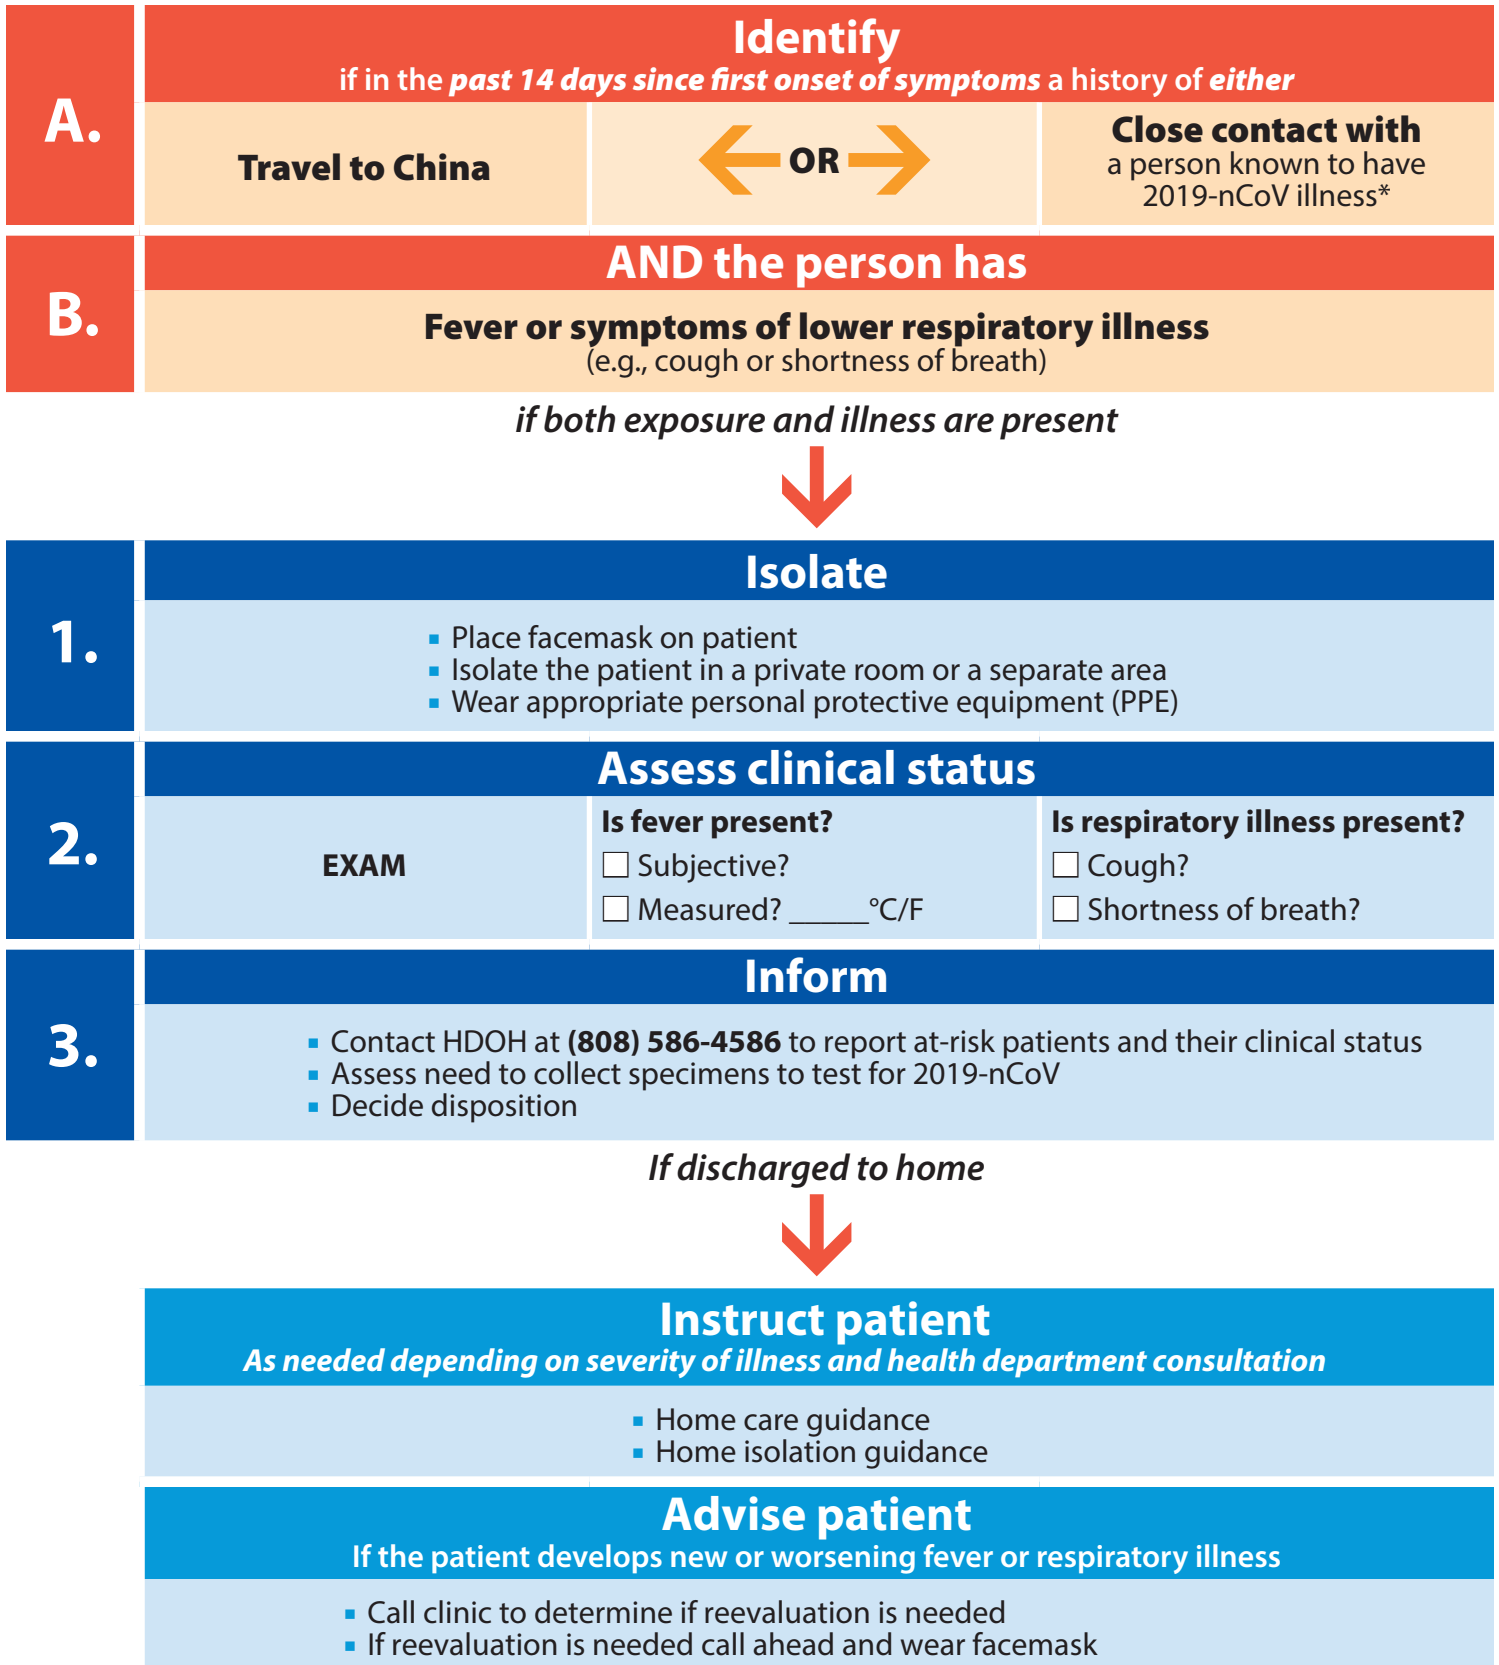 A.
Identify
if in the past 14 days since first onset of symptoms a history of either
Travel to China
OR
Close contact with
a person known to have
2019-nCoV illness*
B.
AND the person has
Fever or symptoms of lower respiratory illness
(e.g., cough or shortness of breath)
if both exposure and illness are present
1.
Isolate
▪ Place facemask on patient
▪ Isolate the patient in a private room or a separate area
▪ Wear appropriate personal protective equipment (PPE)
2.
Assess clinical status
EXAM
Is fever present?
☐ Subjective?
☐ Measured? _____°C/F
Is respiratory illness present?
☐ Cough?
☐ Shortness of breath?
3.
Inform
▪ Contact HDOH at (808) 586-4586 to report at-risk patients and their clinical status
▪ Assess need to collect specimens to test for 2019-nCoV
▪ Decide disposition
If discharged to home
Instruct patient
As needed depending on severity of illness and health department consultation
▪ Home care guidance
▪ Home isolation guidance
Advise patient
If the patient develops new or worsening fever or respiratory illness
▪ Call clinic to determine if reevaluation is needed
▪ If reevaluation is needed call ahead and wear facemask